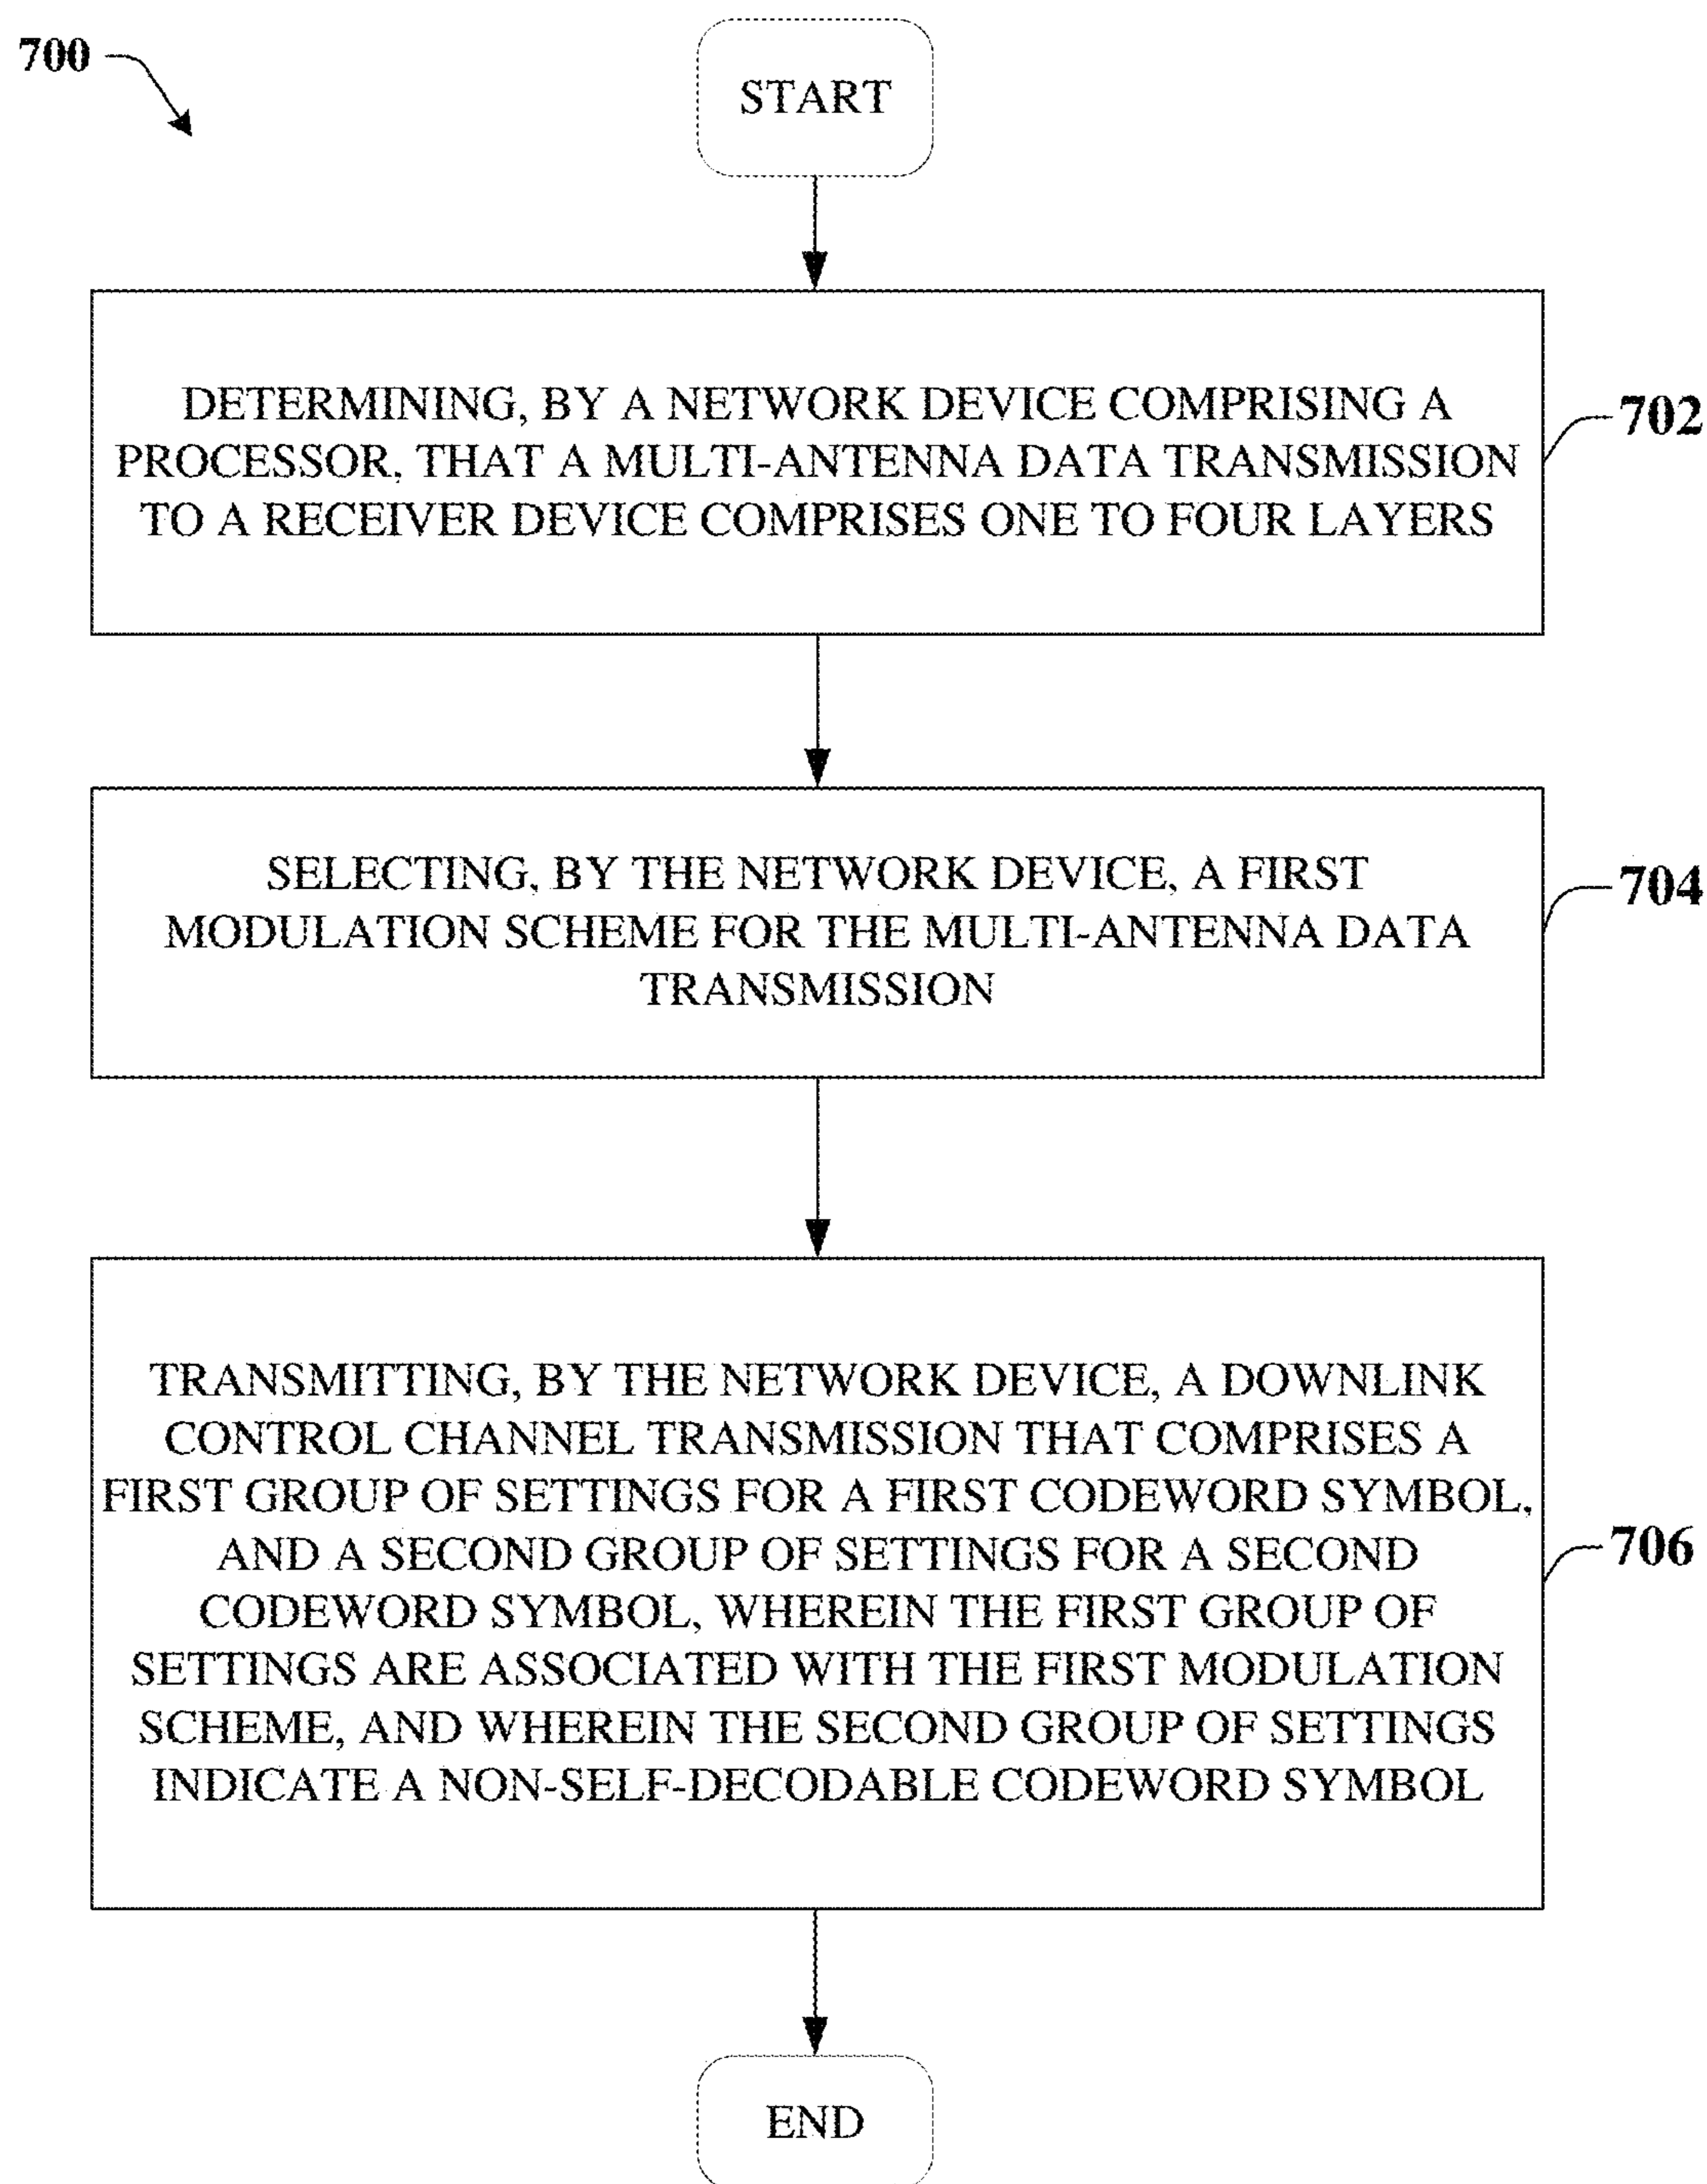 700
START
DETERMINING, BY A NETWORK DEVICE COMPRISING A
PROCESSOR, THAT A MULTI-ANTENNA DATA TRANSMISSION
TO A RECEIVER DEVICE COMPRISES ONE TO FOUR LAYERS
702
SELECTING, BY THE NETWORK DEVICE, A FIRST
MODULATION SCHEME FOR THE MULTI-ANTENNA DATA
TRANSMISSION
704
TRANSMITTING, BY THE NETWORK DEVICE, A DOWNLINK
CONTROL CHANNEL TRANSMISSION THAT COMPRISES A
FIRST GROUP OF SETTINGS FOR A FIRST CODEWORD SYMBOL,
AND A SECOND GROUP OF SETTINGS FOR A SECOND
CODEWORD SYMBOL, WHEREIN THE FIRST GROUP OF
SETTINGS ARE ASSOCIATED WITH THE FIRST MODULATION
SCHEME, AND WHEREIN THE SECOND GROUP OF SETTINGS
INDICATE A NON-SELF-DECODABLE CODEWORD SYMBOL
706
END